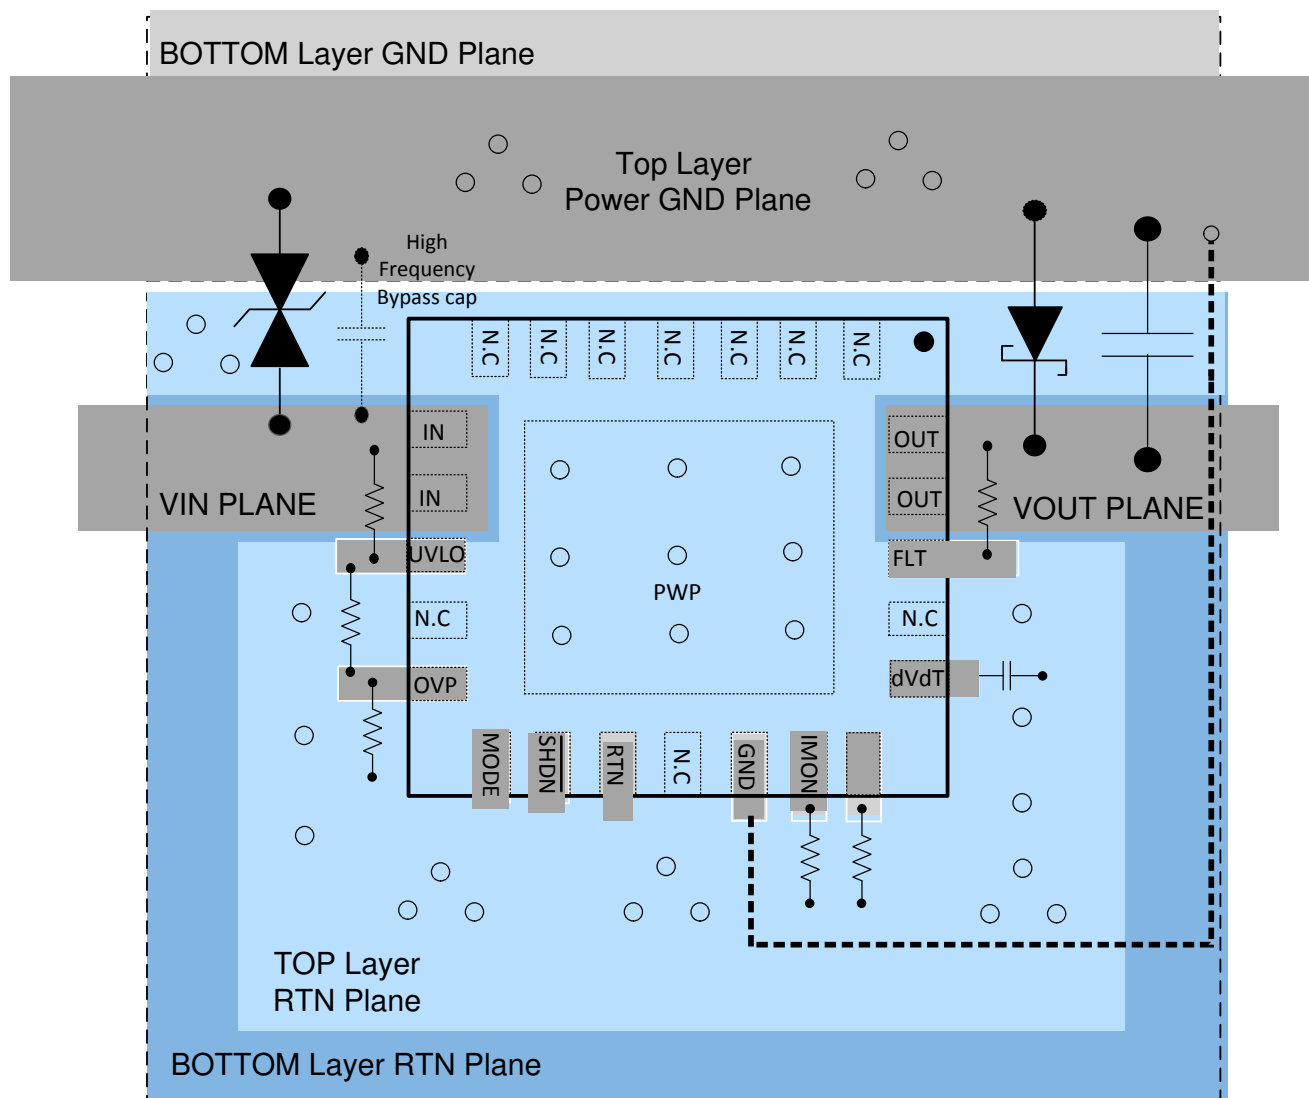 BOTTOM Layer GND Plane
Top Layer
Power GND Plane
High
Frequency
Bypass cap
N.C N.C N.C N.C N.C N.C N.C
IN
OUT
IN
OUT
VIN PLANE
VOUT PLANE
UVLO
FLT
PWP
N.C
N.C
OVP
dVdT
MODE SHDN RTN N.C GND IMON
TOP Layer
RTN Plane
BOTTOM Layer RTN Plane